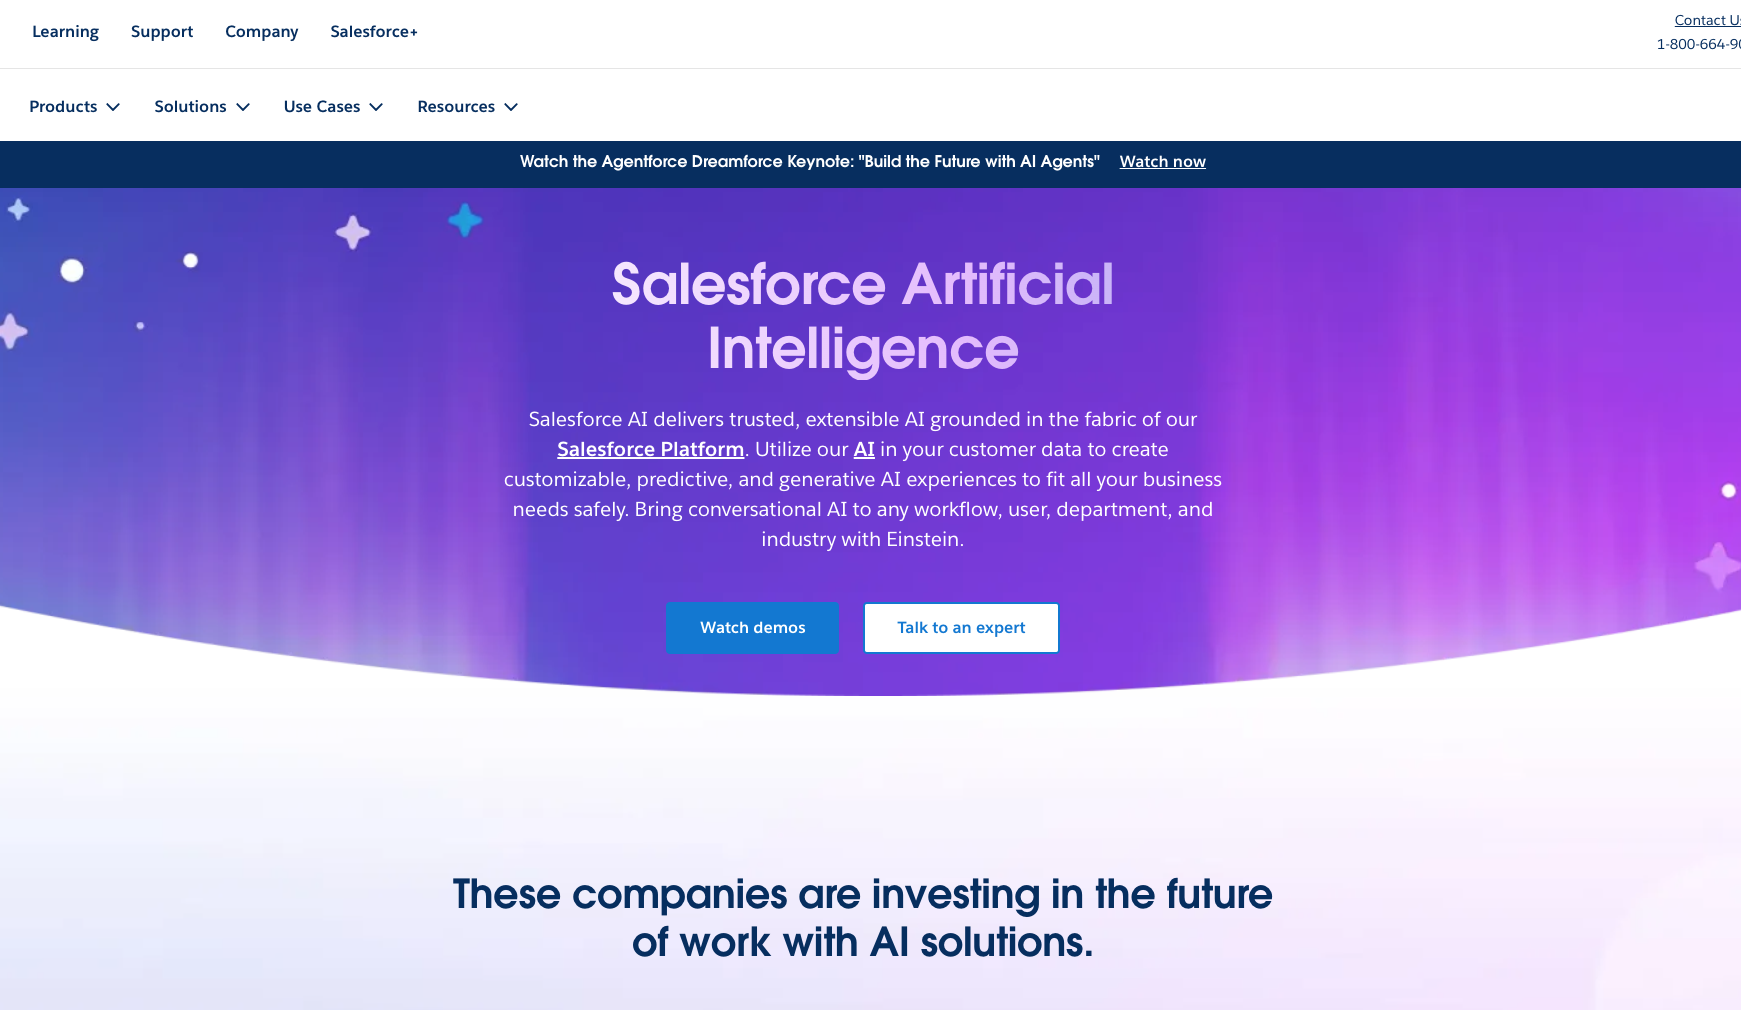 Learning Support Company Salesforce+
Contact
1-800-664-
Products Solutions Use Cases Resources
Watch the Agentforce Dreamforce Keynote: "Build the Future with AI Agents" Watch now
Salesforce Artificial
Intelligence
Salesforce AI delivers trusted, extensible AI grounded in the fabric of our
Salesforce Platform. Utilize our AI in your customer data to create
customizable, predictive, and generative AI experiences to fit all your business
needs safely. Bring conversational AI to any workflow, user, department, and
industry with Einstein.
Watch demos Talk to an expert
These companies are investing in the future
of work with AI solutions.